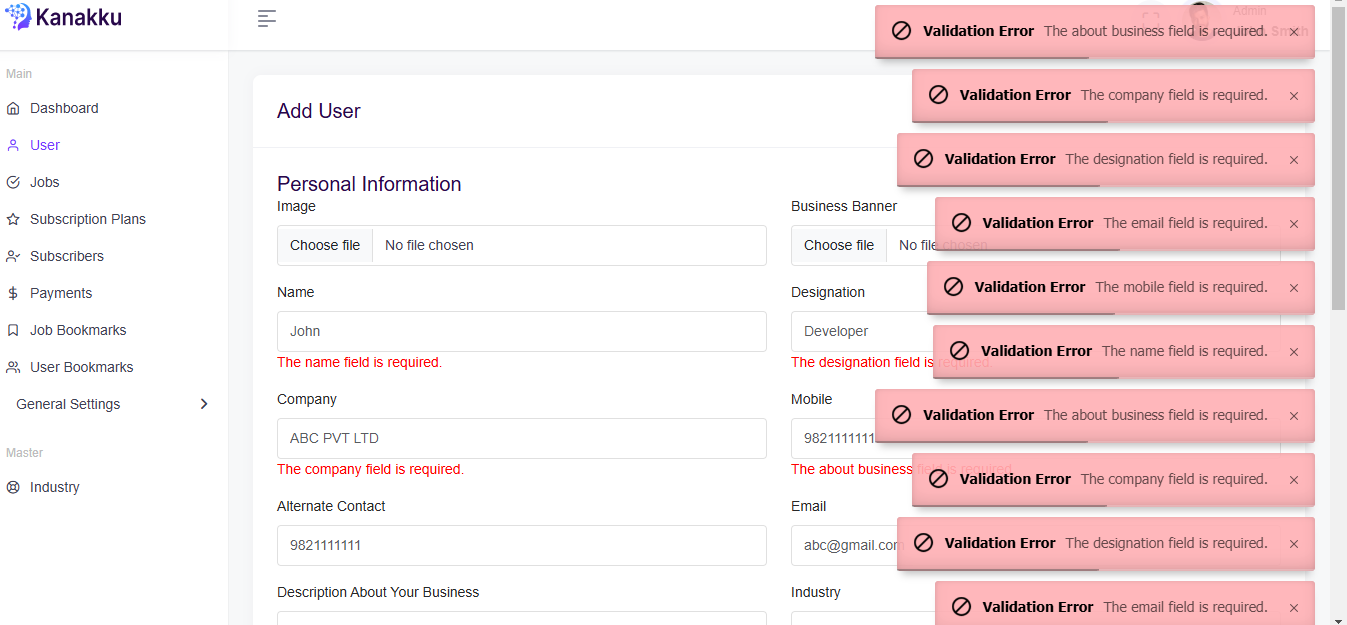 Kanakku
Main
Dashboard
User
Jobs
Subscription Plans
Subscribers
Payments
Job Bookmarks
User Bookmarks
General Settings
Master
Industry
Admin
Smith
Add User
Personal Information
Image
Choose file No file chosen
Business Banner
Choose file No file chosen
Name
John
The name field is required.
Designation
Developer
The designation field is required.
Company
ABC PVT LTD
The company field is required.
Mobile
9821111111
The about business field is required.
Alternate Contact
9821111111
Email
abc@gmail.com
Description About Your Business
Industry
Validation Error The about business field is required. ×
Validation Error The company field is required. ×
Validation Error The designation field is required. ×
Validation Error The email field is required. ×
Validation Error The mobile field is required. ×
Validation Error The name field is required. ×
Validation Error The about business field is required. ×
Validation Error The company field is required. ×
Validation Error The designation field is required. ×
Validation Error The email field is required. ×